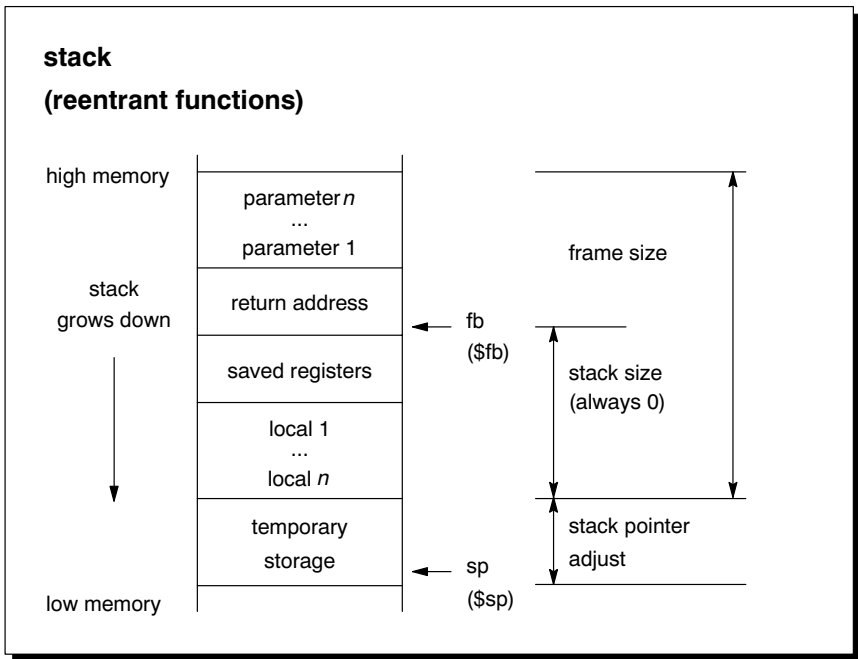 stack
(reentrant functions)
high memory
parameter n
...
parameter 1
frame size
stack
grows down
return address
fb
($fb)
saved registers
stack size
(always 0)
local 1
...
local n
temporary
storage
stack pointer
adjust
sp
($sp)
low memory